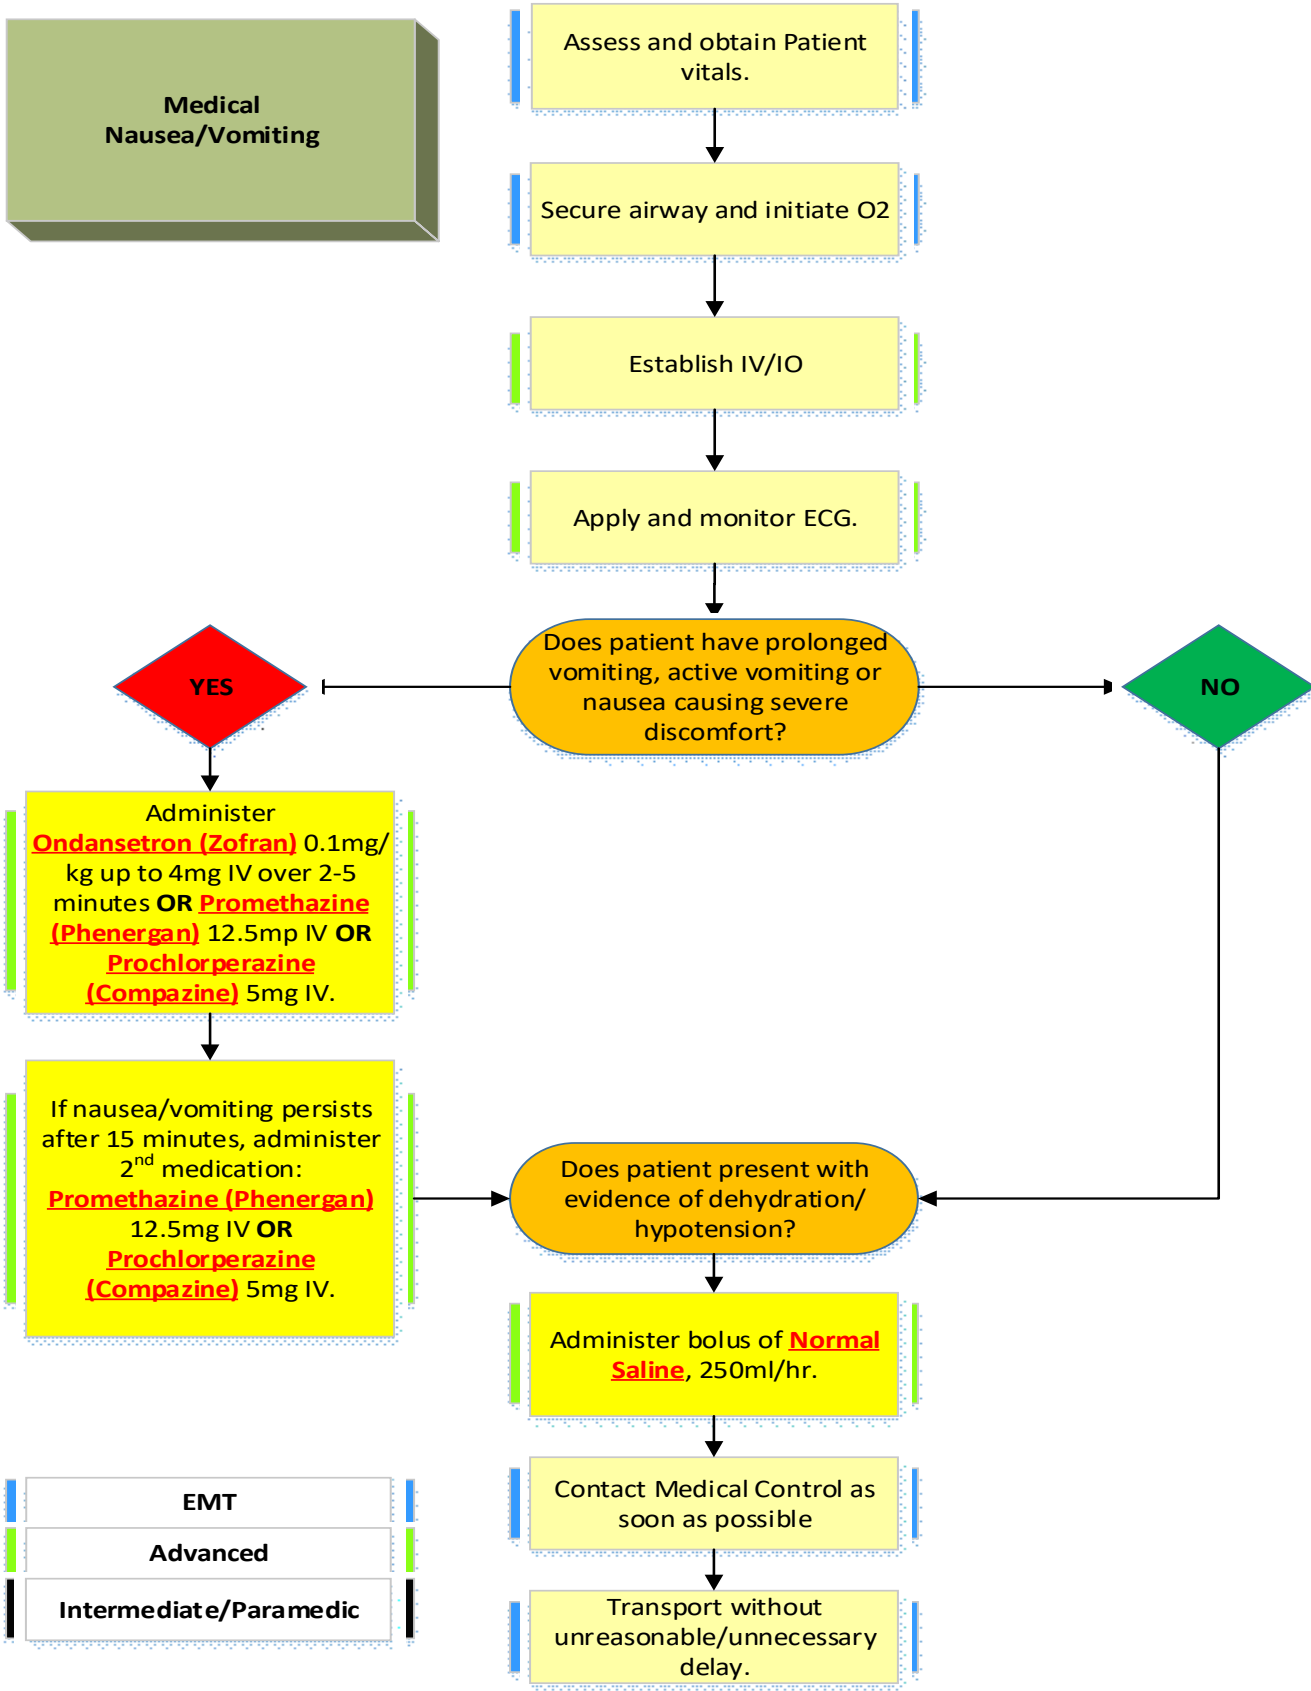 Medical
Nausea/Vomiting
Assess and obtain Patient
vitals.
Secure airway and initiate O2
Establish IV/IO
Apply and monitor ECG.
Does patient have prolonged
vomiting, active vomiting or
nausea causing severe
discomfort?
YES
NO
Administer
Ondansetron (Zofran) 0.1mg/
kg up to 4mg IV over 2-5
minutes OR Promethazine
(Phenergan) 12.5mp IV OR
Prochlorperazine
(Compazine) 5mg IV.
If nausea/vomiting persists
after 15 minutes, administer
2nd medication:
Promethazine (Phenergan)
12.5mg IV OR
Prochlorperazine
(Compazine) 5mg IV.
Does patient present with
evidence of dehydration/
hypotension?
Administer bolus of Normal
Saline, 250ml/hr.
Contact Medical Control as
soon as possible
Transport without
unreasonable/unnecessary
delay.
EMT
Advanced
Intermediate/Paramedic